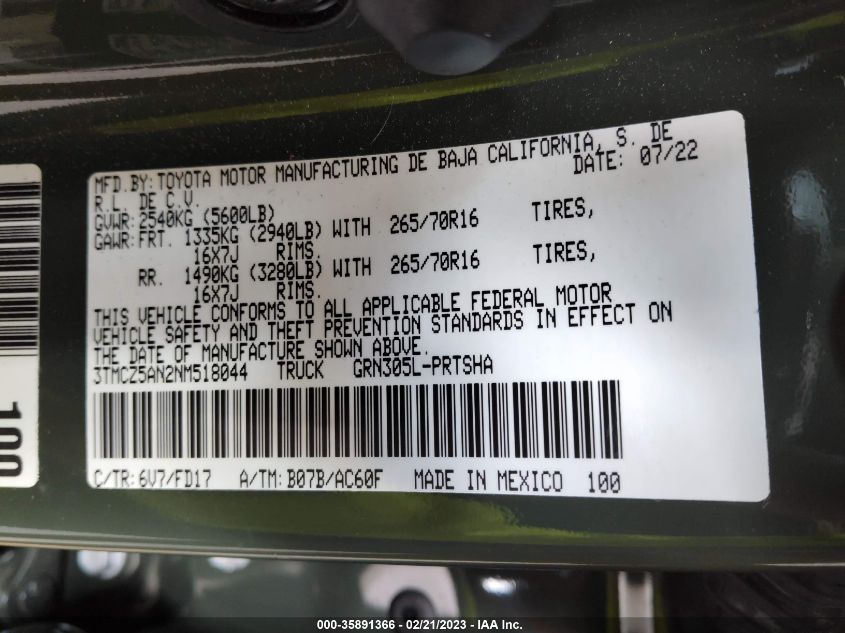 MFD.BY:TOYOTA MOTOR MANUFACTURING DE BAJA CALIFORNIA, S. DE
R.L. DE C.V. DATE: 07/22
GVWR:2540KG (5600LB)
GAWR:FRT. 1335KG (2940LB) WITH 265/70R16 TIRES,
16X7J RIMS.
RR. 1490KG (3280LB) WITH 265/70R16 TIRES,
16X7J RIMS.
THIS VEHICLE CONFORMS TO ALL APPLICABLE FEDERAL MOTOR
VEHICLE SAFETY AND THEFT PREVENTION STANDARDS IN EFFECT ON
THE DATE OF MANUFACTURE SHOWN ABOVE.
3TMCZ5AN2NM518044 TRUCK GRN305L-PRTSHA
C/TR:6V7/FD17 A/TM:B07B/AC60F MADE IN MEXICO 100
100
000-35891366 - 02/21/2023 - IAA Inc.